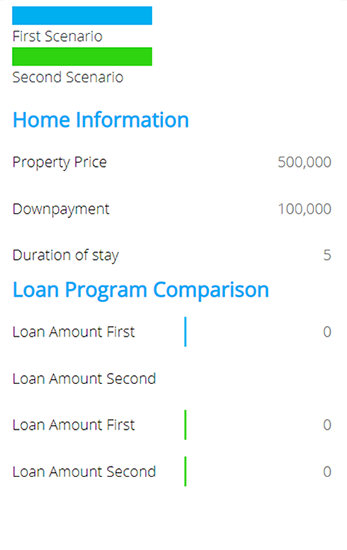 First Scenario
Second Scenario
Home Information
Property Price 500,000
Downpayment 100,000
Duration of stay 5
Loan Program Comparison
Loan Amount First 0
Loan Amount Second
Loan Amount First 0
Loan Amount Second 0